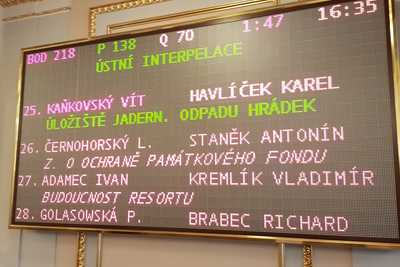 BOD 218 P 138 Q 70 1:47 16:35
ÚSTNÍ INTERPELACE
25. KAŇKOVSKÝ VÍT HAVLÍČEK KAREL
ÚLOŽIŠTĚ JADERN. ODPADU HRÁDEK
26. ČERNOHORSKÝ L. STANĚK ANTONÍN
Z. O OCHRANĚ PAMÁTKOVÉHO FONDU
27. ADAMEC IVAN KREMLÍK VLADIMÍR
BUDOUCNOST RESORTU
28. GOLASOWSKÁ P. BRABEC RICHARD